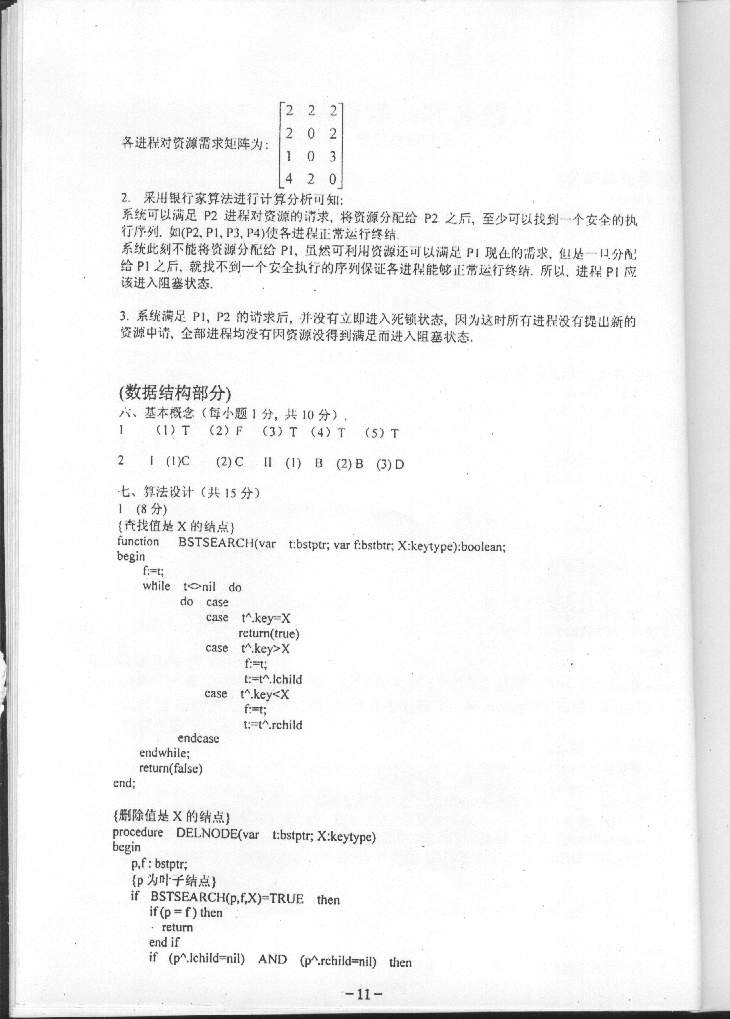 2 2 2
2 0 2
各进程对资源需求矩阵为:
1 0 3
4 2 0
2. 采用银行家算法进行计算分析可知:
系统可以满足 P2 进程对资源的请求, 将资源分配给 P2 之后, 至少可以找到一个安全的执
行序列, 如(P2, P1, P3, P4)使各进程正常运行终结.
系统此刻不能将资源分配给 P1, 虽然可利用资源还可以满足 P1 现在的需求, 但是一旦分配
给 P1 之后, 就找不到一个安全执行的序列保证各进程能够正常运行终结. 所以, 进程 P1 应
该进入阻塞状态.
3. 系统满足 P1, P2 的请求后, 并没有立即进入死锁状态, 因为这时所有进程没有提出新的
资源申请, 全部进程均没有因资源没得到满足而进入阻塞状态.
(数据结构部分)
六、基本概念（每小题 1 分, 共 10 分）.
1 （1）T （2）F （3）T （4）T （5）T
2 I (1)C (2) C II (1) B (2) B (3) D
七、算法设计（共 15 分）
1 (8 分)
{查找值是 X 的结点}
function BSTSEARCH(var t:bstptr; var f:bstbtr; X:keytype):boolean;
begin
f:=t;
while t<>nil do
do case
case t^.key=X
return(true)
case t^.key>X
f:=t;
t:=t^.lchild
case t^.key<X
f:=t;
t:=t^.rchild
endcase
endwhile;
return(false)
end;
{删除值是 X 的结点}
procedure DELNODE(var t:bstptr; X:keytype)
begin
p,f : bstptr;
{p 为叶子结点}
if BSTSEARCH(p,f,X)=TRUE then
if (p = f ) then
return
end if
if (p^.lchild=nil) AND (p^.rchild=nil) then
-11-